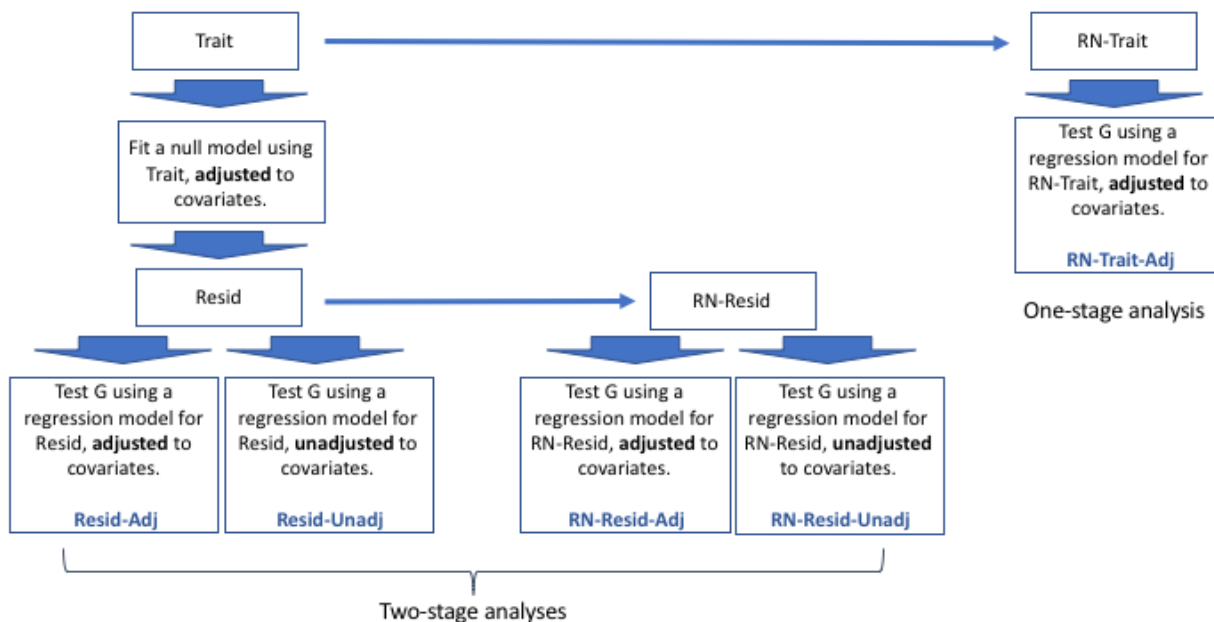 Trait
RN-Trait
Fit a null model using
Trait, adjusted to
covariates.
Test G using a
regression model for
RN-Trait, adjusted to
covariates.
RN-Trait-Adj
One-stage analysis
Resid
RN-Resid
Test G using a
regression model for
Resid, adjusted to
covariates.
Resid-Adj
Test G using a
regression model for
Resid, unadjusted to
covariates.
Resid-Unadj
Test G using a
regression model for
RN-Resid, adjusted to
covariates.
RN-Resid-Adj
Test G using a
regression model for
RN-Resid, unadjusted
to covariates.
RN-Resid-Unadj
Two-stage analyses